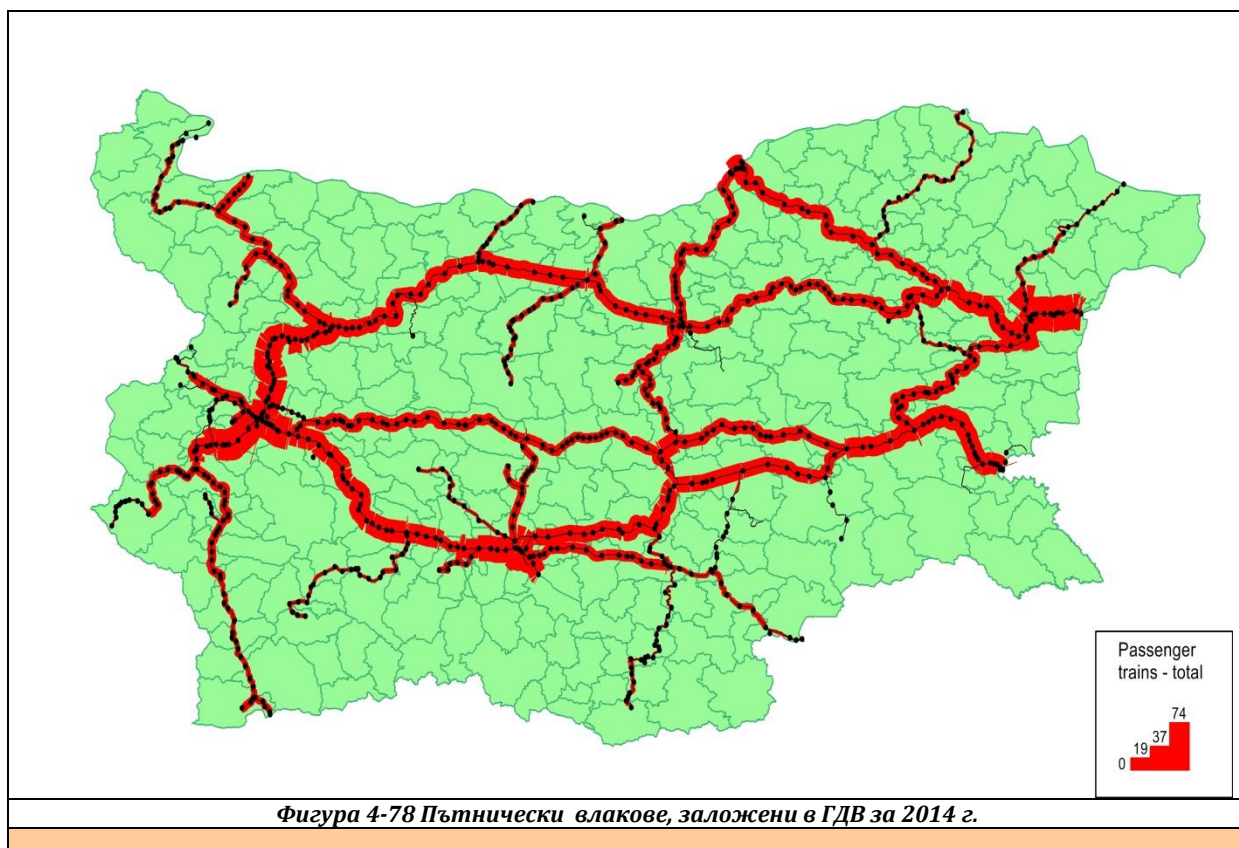 Passenger
trains - total
74
37
19
0
Фигура 4-78 Пътнически влакове, заложени в ГДВ за 2014 г.